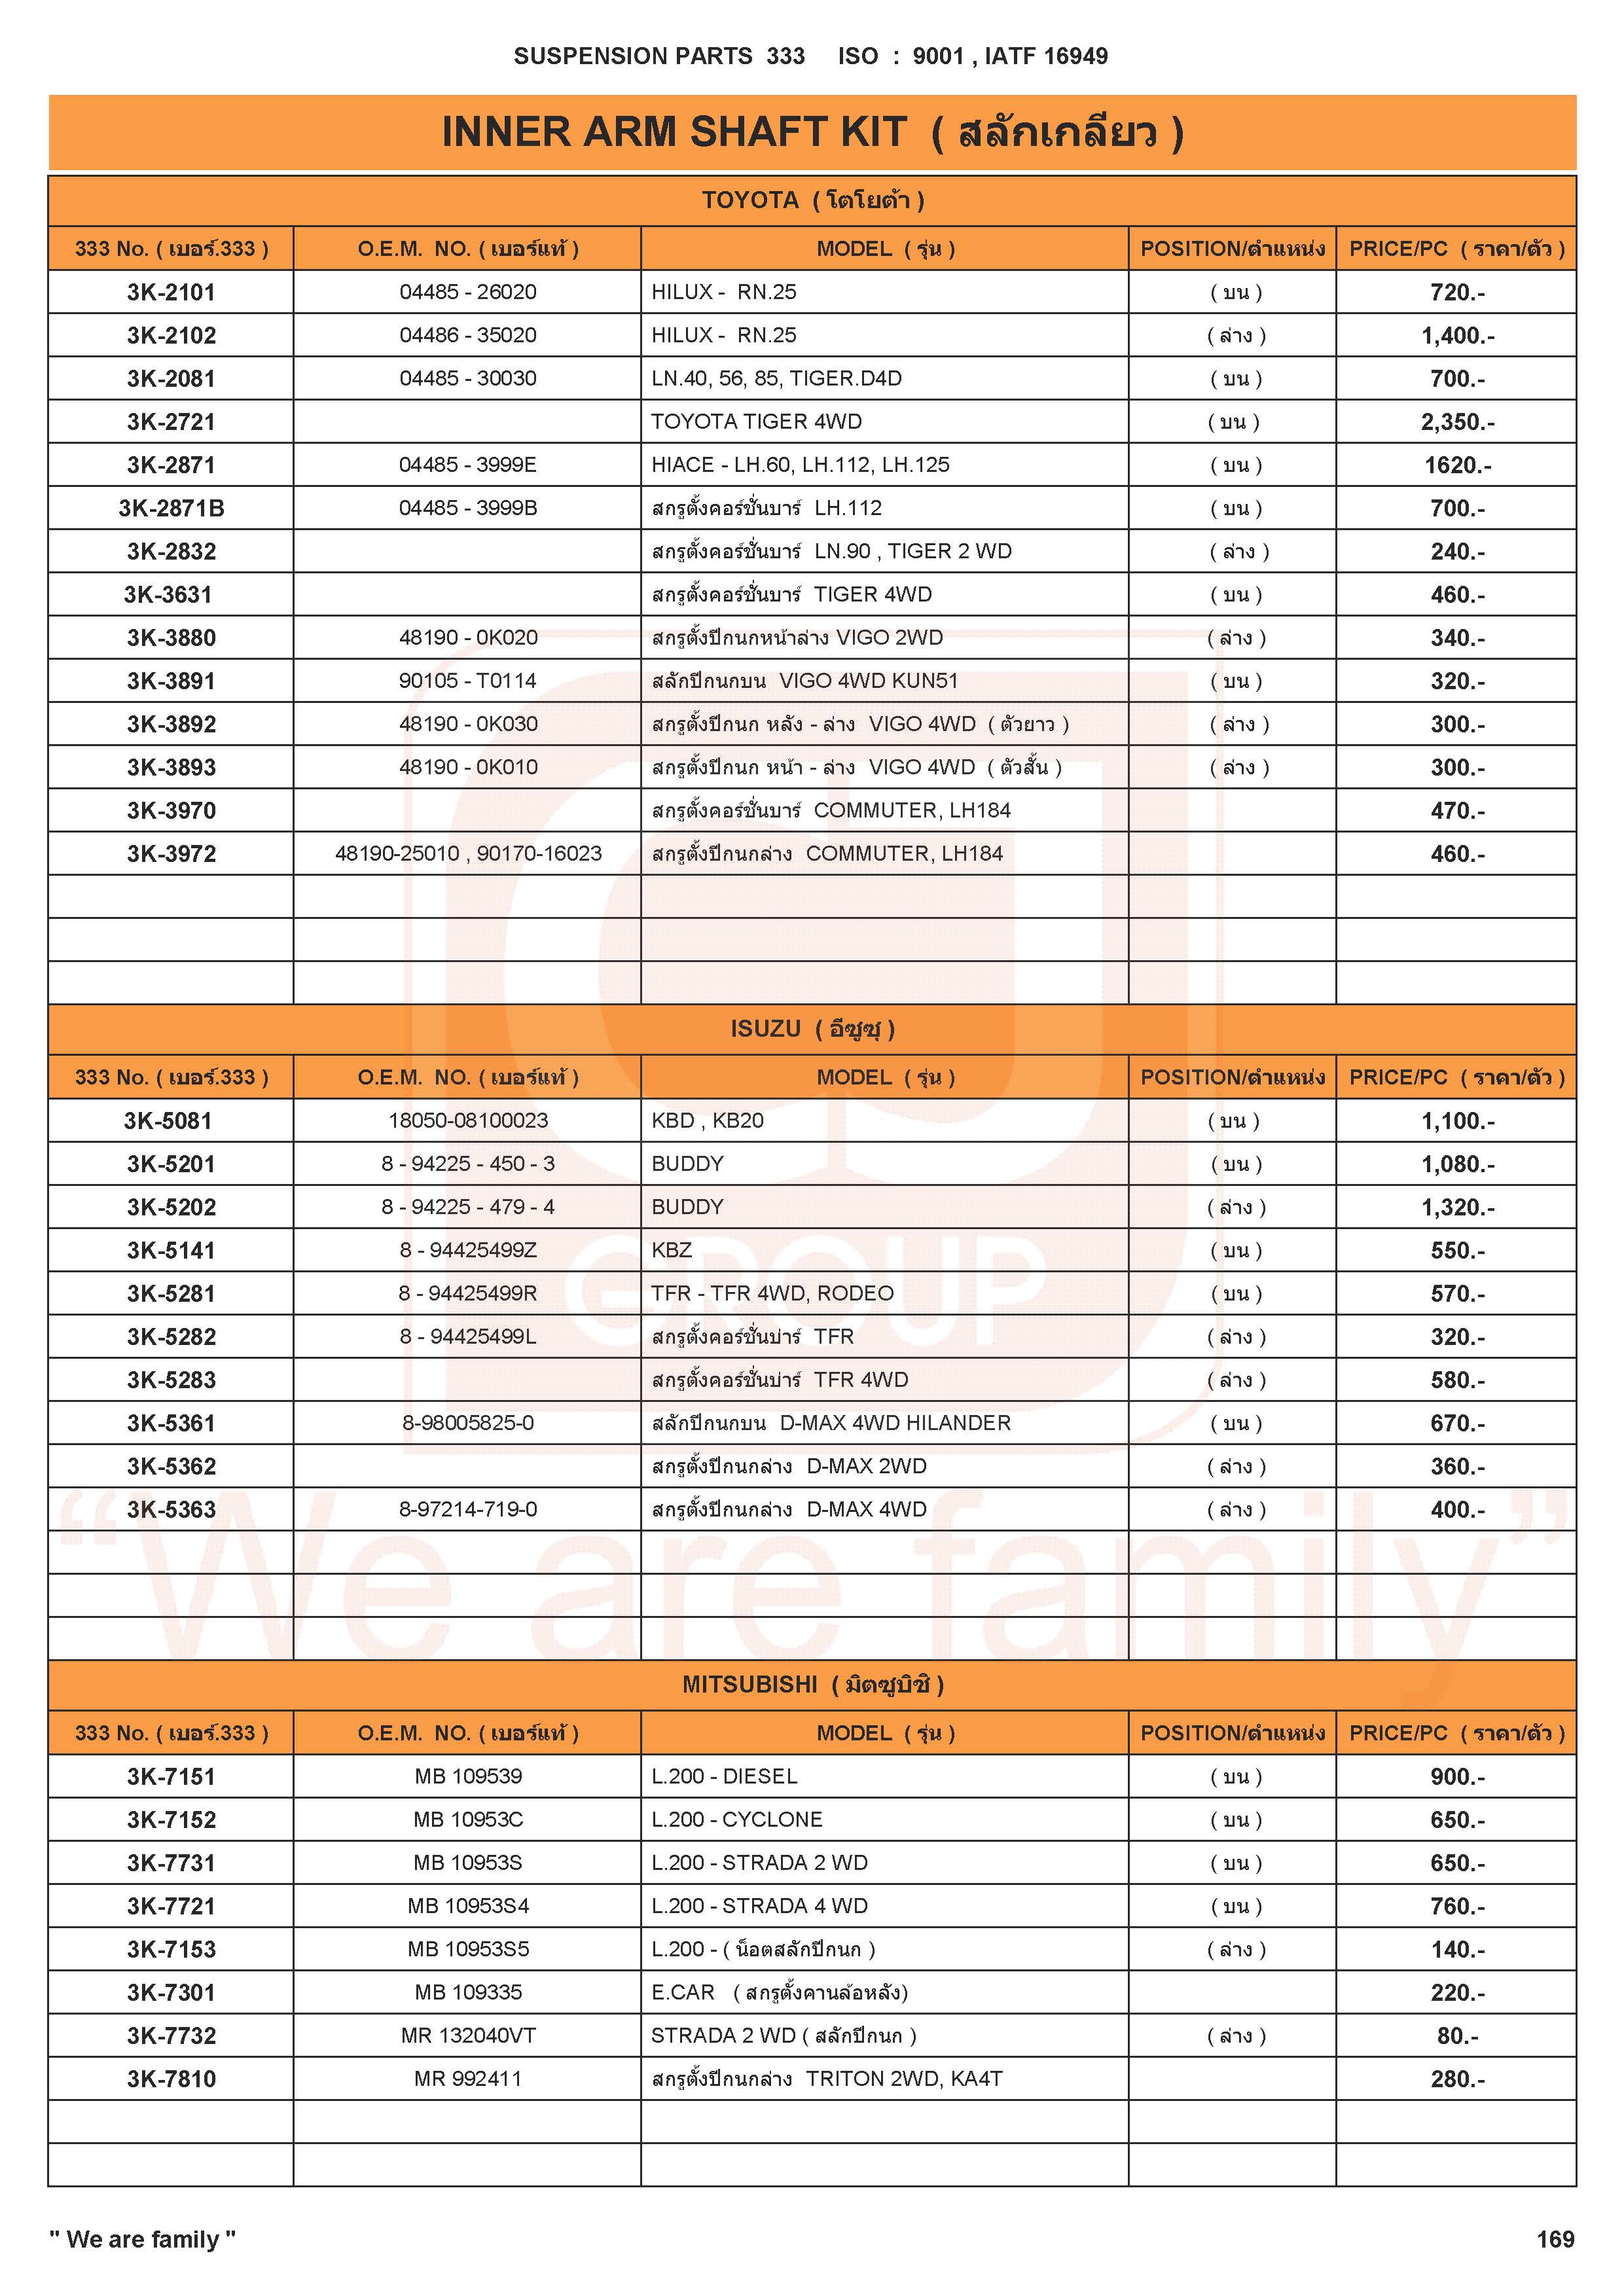 SUSPENSION PARTS 333 ISO : 9001 , IATF 16949
INNER ARM SHAFT KIT ( สลักเกลียว )
TOYOTA ( โตโยต้า )
333 No. ( เบอร์.333 ) O.E.M. NO. ( เบอร์แท้ ) MODEL ( รุ่น ) POSITION/ตำแหน่ง PRICE/PC ( ราคา/ตัว )
3K-2101 04485 - 26020 HILUX - RN.25 ( บน ) 720.-
3K-2102 04486 - 35020 HILUX - RN.25 ( ล่าง ) 1,400.-
3K-2081 04485 - 30030 LN.40, 56, 85, TIGER.D4D ( บน ) 700.-
3K-2721 TOYOTA TIGER 4WD ( บน ) 2,350.-
3K-2871 04485 - 3999E HIACE - LH.60, LH.112, LH.125 ( บน ) 1620.-
3K-2871B 04485 - 3999B สกรูตั้งคอร์ชั่นบาร์ LH.112 ( บน ) 700.-
3K-2832 สกรูตั้งคอร์ชั่นบาร์ LN.90 , TIGER 2 WD ( ล่าง ) 240.-
3K-3631 สกรูตั้งคอร์ชั่นบาร์ TIGER 4WD ( บน ) 460.-
3K-3880 48190 - 0K020 สกรูตั้งปีกนกหน้าล่าง VIGO 2WD ( ล่าง ) 340.-
3K-3891 90105 - T0114 สลักปีกนกบน VIGO 4WD KUN51 ( บน ) 320.-
3K-3892 48190 - 0K030 สกรูตั้งปีกนก หลัง - ล่าง VIGO 4WD ( ตัวยาว ) ( ล่าง ) 300.-
3K-3893 48190 - 0K010 สกรูตั้งปีกนก หน้า - ล่าง VIGO 4WD ( ตัวสั้น ) ( ล่าง ) 300.-
3K-3970 สกรูตั้งคอร์ชั่นบาร์ COMMUTER, LH184 470.-
3K-3972 48190-25010 , 90170-16023 สกรูตั้งปีกนกล่าง COMMUTER, LH184 460.-
ISUZU ( อีซูซุ )
333 No. ( เบอร์.333 ) O.E.M. NO. ( เบอร์แท้ ) MODEL ( รุ่น ) POSITION/ตำแหน่ง PRICE/PC ( ราคา/ตัว )
3K-5081 18050-08100023 KBD , KB20 ( บน ) 1,100.-
3K-5201 8 - 94225 - 450 - 3 BUDDY ( บน ) 1,080.-
3K-5202 8 - 94225 - 479 - 4 BUDDY ( ล่าง ) 1,320.-
3K-5141 8 - 94425499Z KBZ ( บน ) 550.-
3K-5281 8 - 94425499R TFR - TFR 4WD, RODEO ( บน ) 570.-
3K-5282 8 - 94425499L สกรูตั้งคอร์ชั่นบ่าร์ TFR ( ล่าง ) 320.-
3K-5283 สกรูตั้งคอร์ชั่นบ่าร์ TFR 4WD ( ล่าง ) 580.-
3K-5361 8-98005825-0 สลักปีกนกบน D-MAX 4WD HILANDER ( บน ) 670.-
3K-5362 สกรูตั้งปีกนกล่าง D-MAX 2WD ( ล่าง ) 360.-
3K-5363 8-97214-719-0 สกรูตั้งปีกนกล่าง D-MAX 4WD ( ล่าง ) 400.-
CJ GROUP
“We are family”
MITSUBISHI ( มิตซูบิชิ )
333 No. ( เบอร์.333 ) O.E.M. NO. ( เบอร์แท้ ) MODEL ( รุ่น ) POSITION/ตำแหน่ง PRICE/PC ( ราคา/ตัว )
3K-7151 MB 109539 L.200 - DIESEL ( บน ) 900.-
3K-7152 MB 10953C L.200 - CYCLONE ( บน ) 650.-
3K-7731 MB 10953S L.200 - STRADA 2 WD ( บน ) 650.-
3K-7721 MB 10953S4 L.200 - STRADA 4 WD ( บน ) 760.-
3K-7153 MB 10953S5 L.200 - ( น็อตสลักปีกนก ) ( ล่าง ) 140.-
3K-7301 MB 109335 E.CAR ( สกรูตั้งคานล้อหลัง) 220.-
3K-7732 MR 132040VT STRADA 2 WD ( สลักปีกนก ) ( ล่าง ) 80.-
3K-7810 MR 992411 สกรูตั้งปีกนกล่าง TRITON 2WD, KA4T 280.-
" We are family " 169